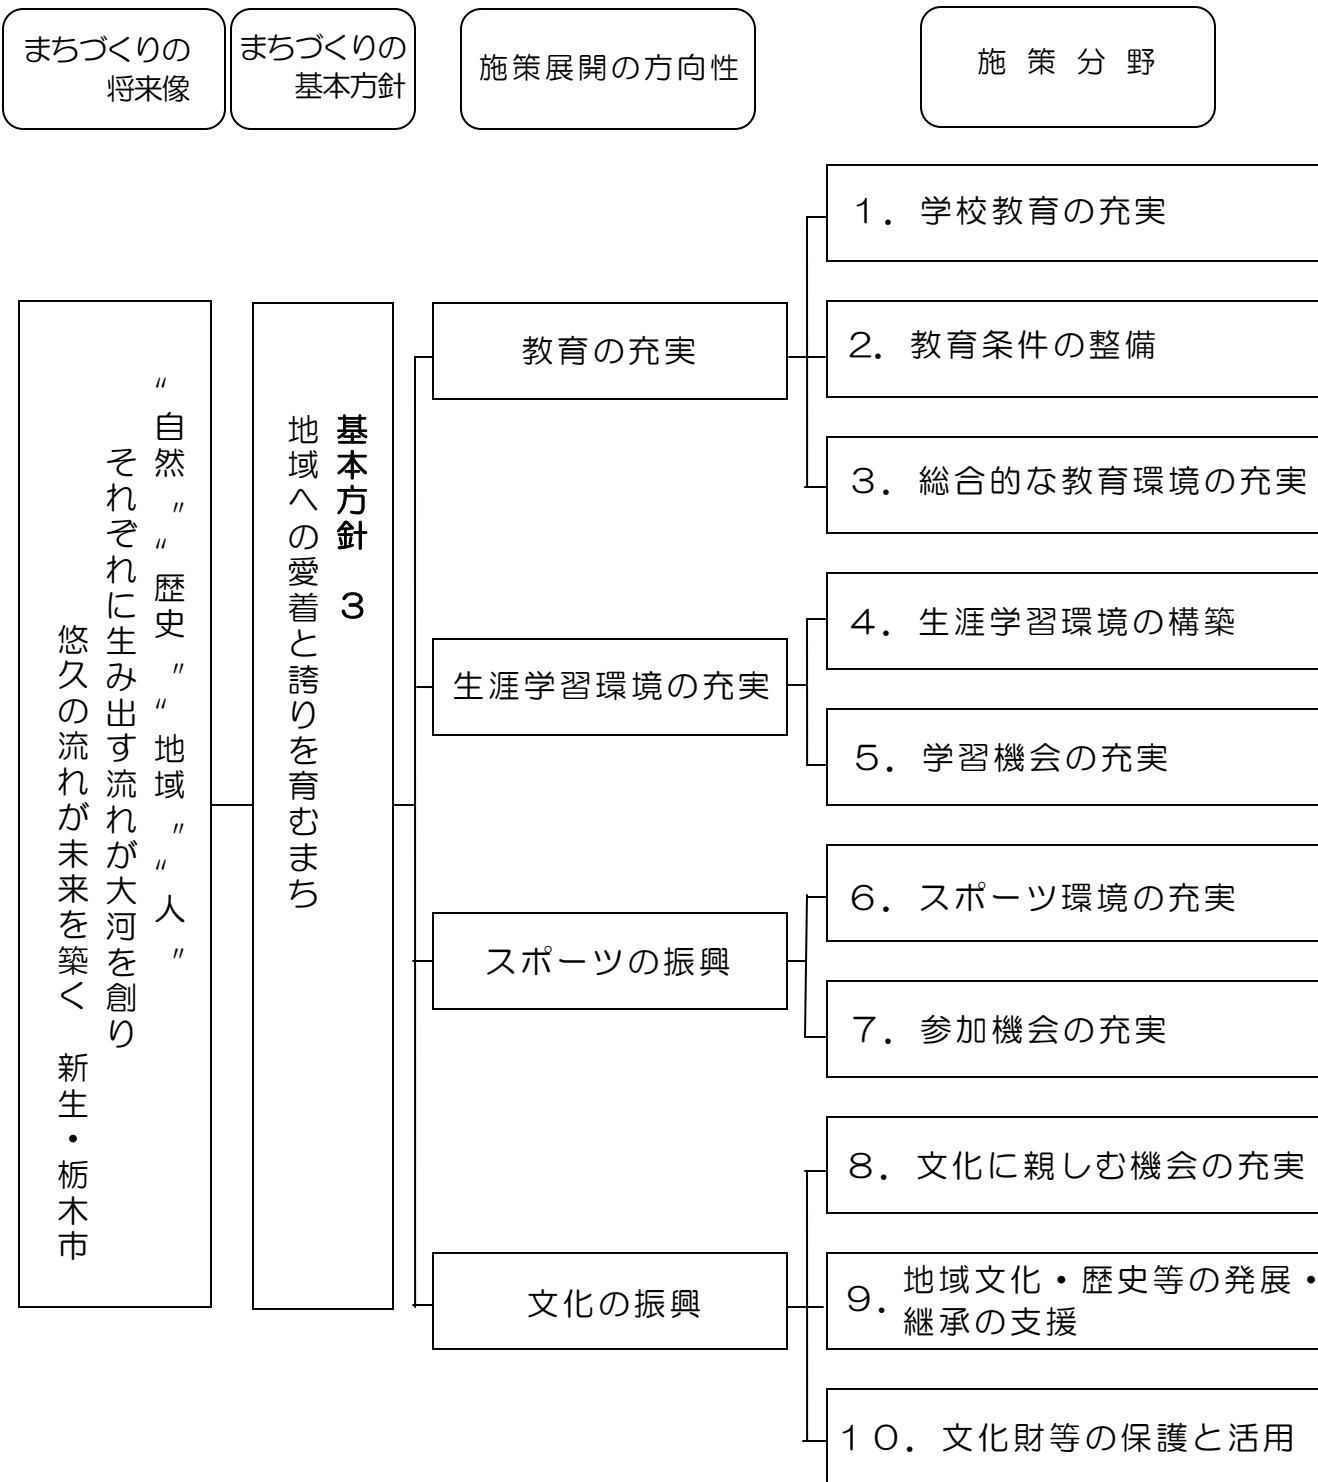 まちづくりの
将来像
まちづくりの
基本方針
施策展開の方向性
施策分野
〝自然〟〝歴史〟〝地域〟〝人〟
それぞれに生み出す流れが大河を創り
悠久の流れが未来を築く　新生・栃木市
基本方針　３
地域への愛着と誇りを育むまち
教育の充実
１．学校教育の充実
２．教育条件の整備
３．総合的な教育環境の充実
生涯学習環境の充実
４．生涯学習環境の構築
５．学習機会の充実
スポーツの振興
６．スポーツ環境の充実
７．参加機会の充実
文化の振興
８．文化に親しむ機会の充実
９．地域文化・歴史等の発展・
継承の支援
１０．文化財等の保護と活用